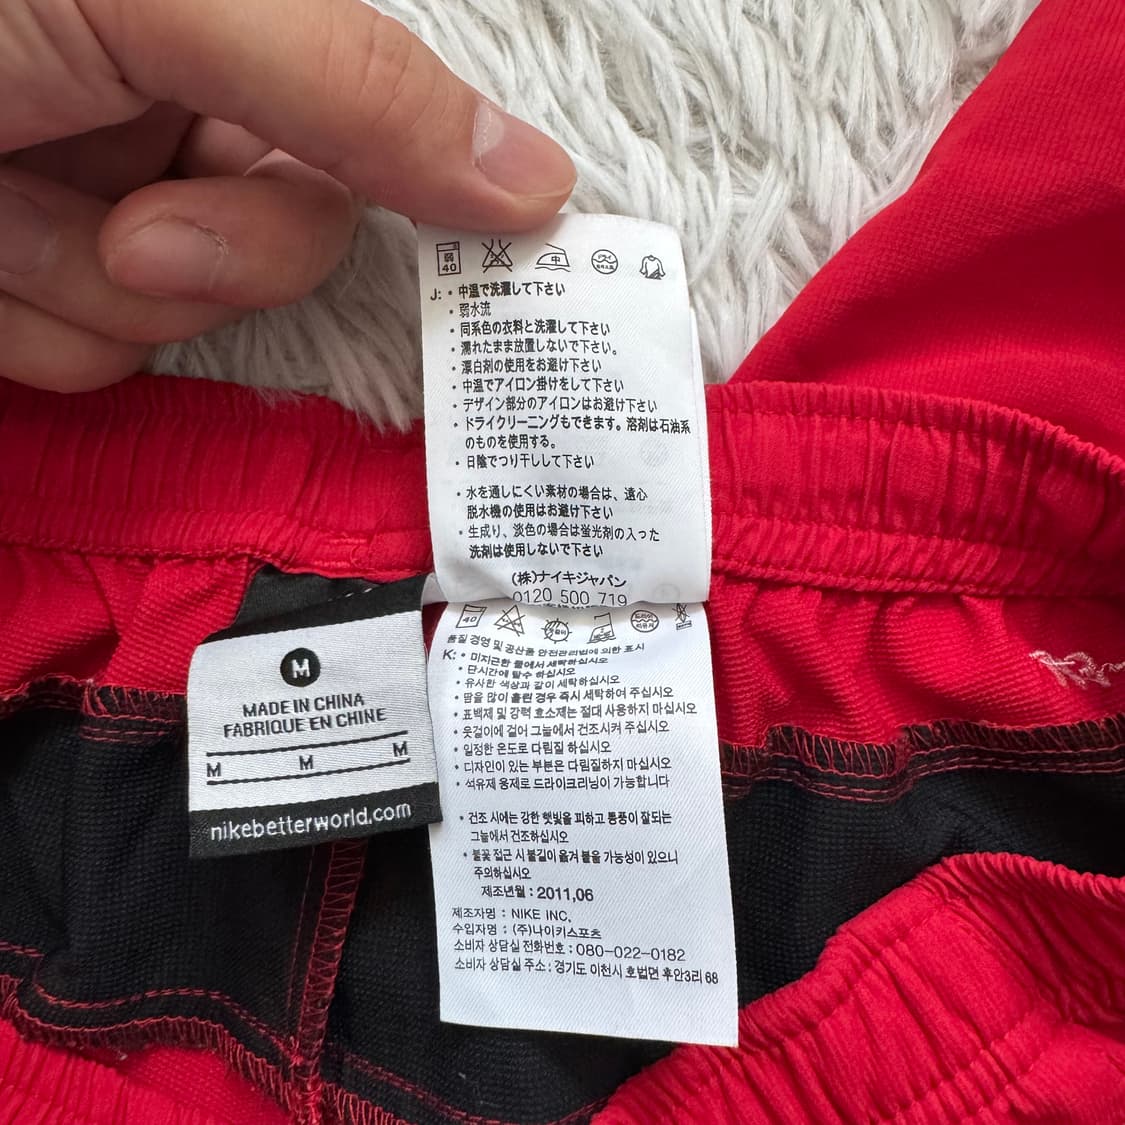 弱
40
中
J: • 中温で洗濯して下さい
• 弱水流
• 同系色の衣料と洗濯して下さい
• 濡れたまま放置しないで下さい。
• 漂白剤の使用をお避け下さい
• 中温でアイロン掛けをして下さい
• デザイン部分のアイロンはお避け下さい
• ドライクリーニングもできます。溶剤は石油系
のものを使用する。
• 日陰でつり干しして下さい
• 水を通しにくい素材の場合は、遠心
脱水機の使用はお避け下さい
• 生成り、淡色の場合は蛍光剤の入った
洗剤は使用しないで下さい
(株)ナイキジャパン
0120 500 719
40
품질 경영 및 공산품 안전관리법에 의한 표시
K: • 미지근한 물에서 세탁하십시오
• 단시간에 탈수 하십시오
• 유사한 색상과 같이 세탁하십시오
• 땀을 많이 흘린 경우 즉시 세탁하여 주십시오
• 표백제 및 강력 효소제는 절대 사용하지 마십시오
• 옷걸이에 걸어 그늘에서 건조시켜 주십시오
• 일정한 온도로 다림질 하십시오
• 디자인이 있는 부분은 다림질하지 마십시오
• 석유제 용제로 드라이크리닝이 가능합니다
• 건조 시에는 강한 햇빛을 피하고 통풍이 잘되는
그늘에서 건조하십시오
• 불꽃 접근 시 불길이 옮겨 붙을 가능성이 있으니
주의하십시오
제조년월 : 2011,06
제조자명 : NIKE INC,
수입자명 : (주)나이키스포츠
소비자 상담실 전화번호 : 080-022-0182
소비자 상담실 주소 : 경기도 이천시 호법면 후안3리 68
M
MADE IN CHINA
FABRIQUE EN CHINE
M M M
nikebetterworld.com